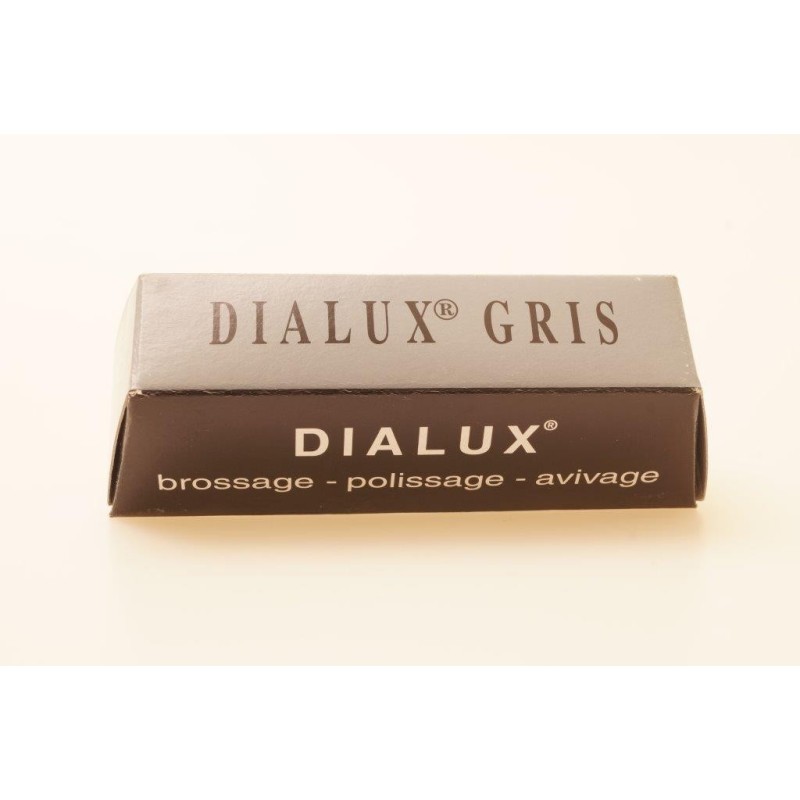 DIALUX® GRIS
DIALUX®
brossage - polissage - avivage